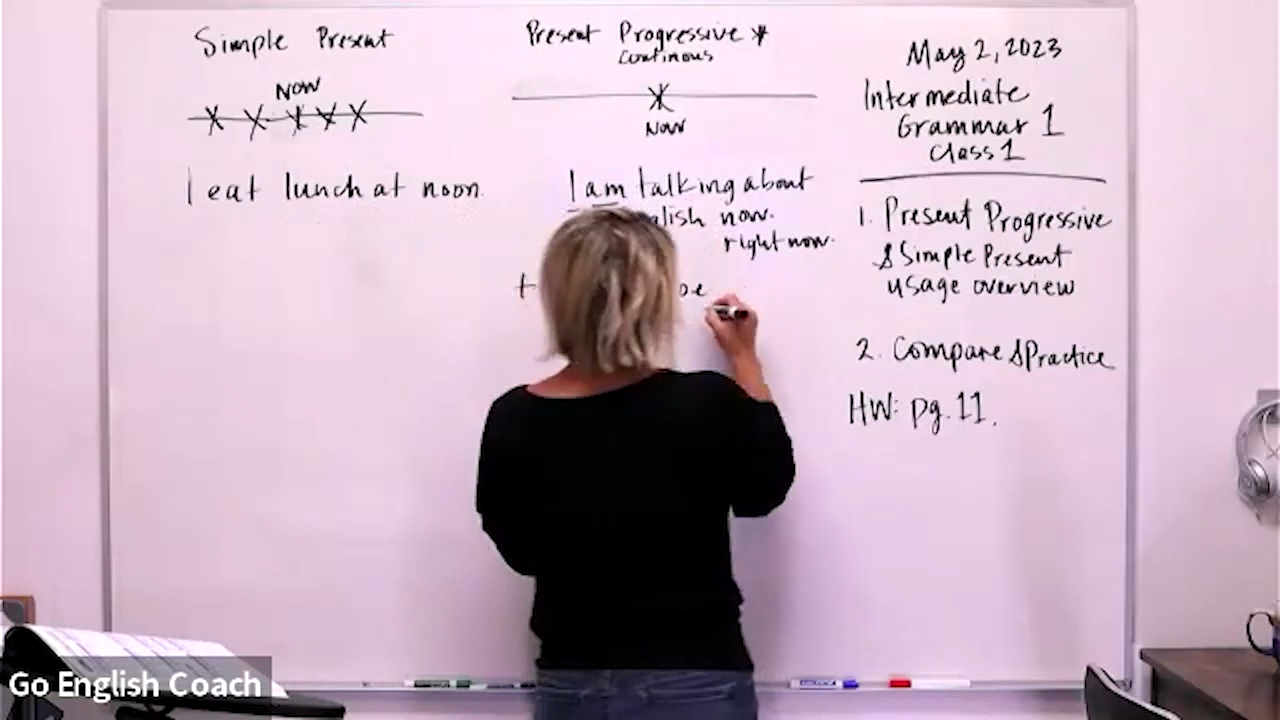 Simple Present
NOW
I eat lunch at noon.
Present Progressive *
Continous
NOW
I am talking about
lish now.
right now.
May 2, 2023
Intermediate
Grammar 1
Class 1
1. Present Progressive
& Simple Present
usage overview
2. Compare & Practice
HW: pg. 11.
Go English Coach